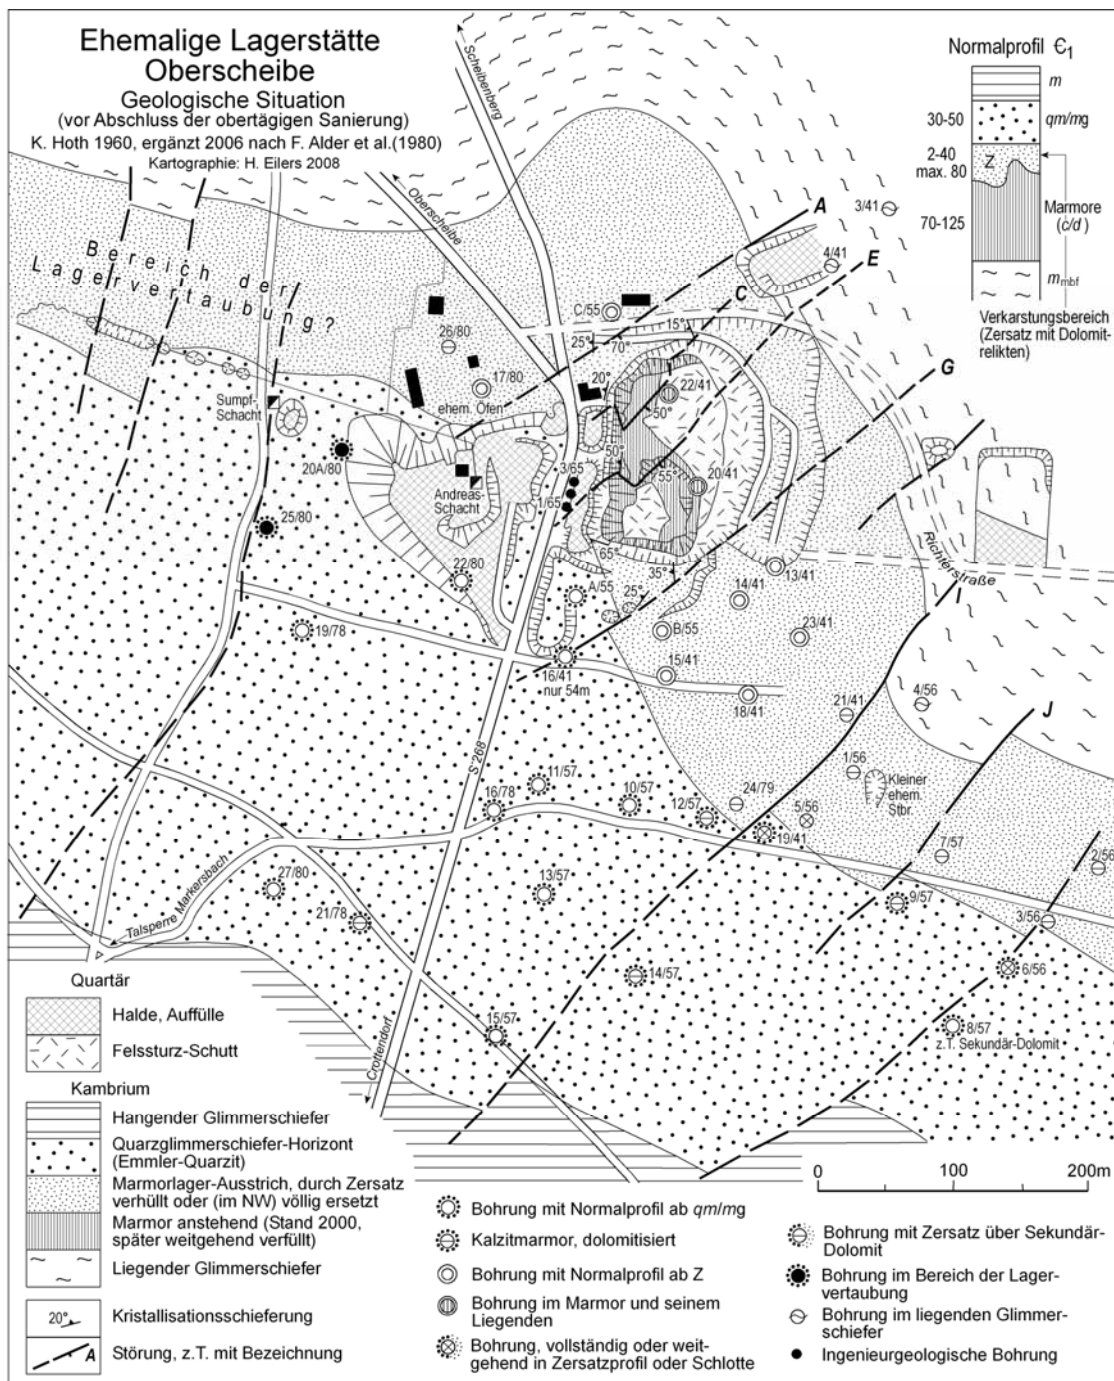 Ehemalige Lagerstätte
Oberscheibe
Geologische Situation
(vor Abschluss der obertägigen Sanierung)
K. Hoth 1960, ergänzt 2006 nach F. Alder et al.(1980)
Kartographie: H. Eilers 2008
Normalprofil Є1
m
30-50
qm/mg
2-40
max. 80
Z
70-125
Marmore
(c/d)
mmbf
Verkarstungsbereich
(Zersatz mit Dolomit-
relikten)
Scheibenberg
Oberscheibe
Bereich der
Lagervertaubung?
A
3/41
4/41
E
C
C/55
15°
25°
70°
26/80
17/80
ehem. Öfen
20°
22/41
50°
G
Sumpf-
Schacht
20A/80
Andreas-
Schacht
3/65
1/65
50°
55°
20/41
25/80
65°
35°
Richterstraße
22/80
A/55
25°
14/41
13/41
I
19/78
B/55
23/41
16/41
nur 54m
15/41
18/41
21/41
4/56
J
S 268
11/57
16/78
10/57
12/57
24/79
1/56
Kleiner
ehem.
Stbr.
5/56
19/41
7/57
2/56
27/80
Talsperre Markersbach
21/78
13/57
9/57
3/56
14/57
6/56
15/57
8/57
z.T. Sekundär-Dolomit
Crottendorf
0 100 200m
Quartär
Halde, Auffülle
Felssturz-Schutt
Kambrium
Hangender Glimmerschiefer
Quarzglimmerschiefer-Horizont
(Emmler-Quarzit)
Marmorlager-Ausstrich, durch Zersatz
verhüllt oder (im NW) völlig ersetzt
Marmor anstehend (Stand 2000,
später weitgehend verfüllt)
Liegender Glimmerschiefer
20°
Kristallisationsschieferung
A
Störung, z.T. mit Bezeichnung
Bohrung mit Normalprofil ab qm/mg
Kalzitmarmor, dolomitisiert
Bohrung mit Normalprofil ab Z
Bohrung im Marmor und seinem
Liegenden
Bohrung, vollständig oder weit-
gehend in Zersatzprofil oder Schlotte
Bohrung mit Zersatz über Sekundär-
Dolomit
Bohrung im Bereich der Lager-
vertaubung
Bohrung im liegenden Glimmer-
schiefer
Ingenieurgeologische Bohrung